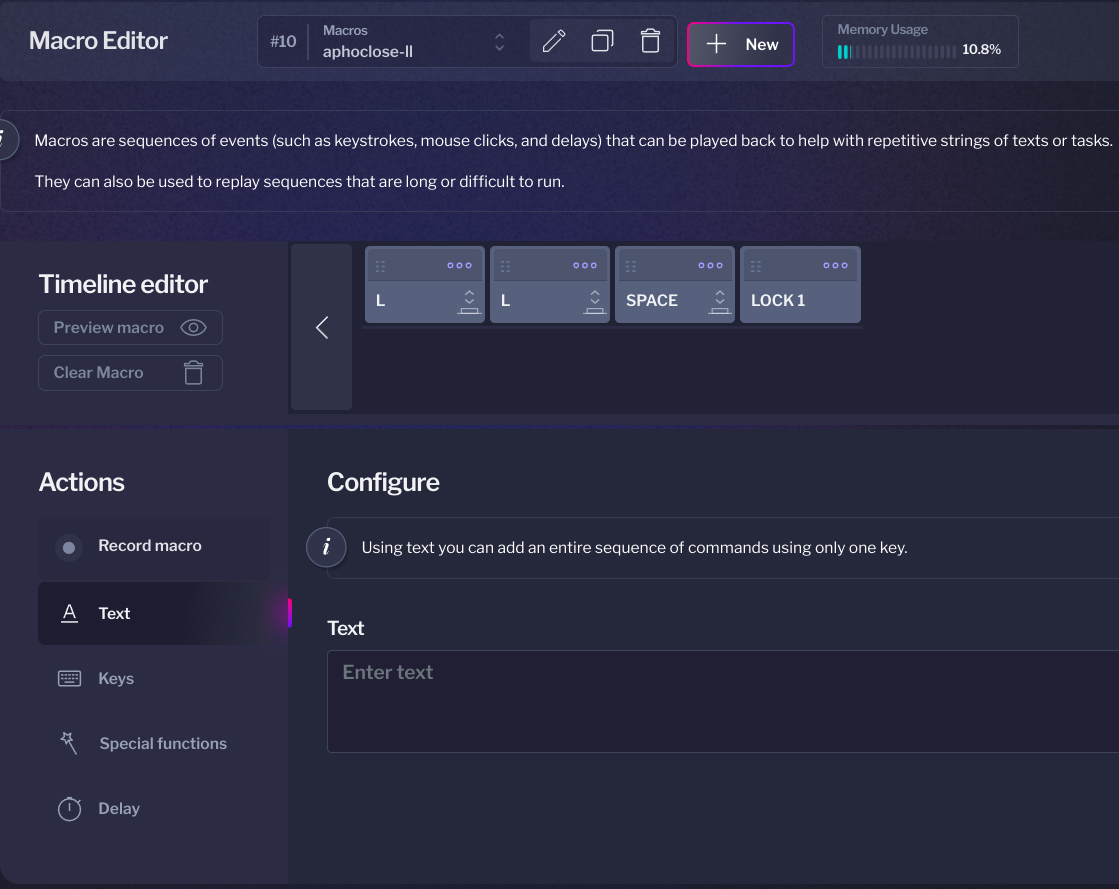 Macro Editor
#10
Macros
aphoclose-ll
New
Memory Usage
10.8%
i
Macros are sequences of events (such as keystrokes, mouse clicks, and delays) that can be played back to help with repetitive strings of texts or tasks.
They can also be used to replay sequences that are long or difficult to run.
Timeline editor
Preview macro
Clear Macro
L
L
SPACE
LOCK 1
Actions
Record macro
A Text
Keys
Special functions
Delay
Configure
i
Using text you can add an entire sequence of commands using only one key.
Text
Enter text